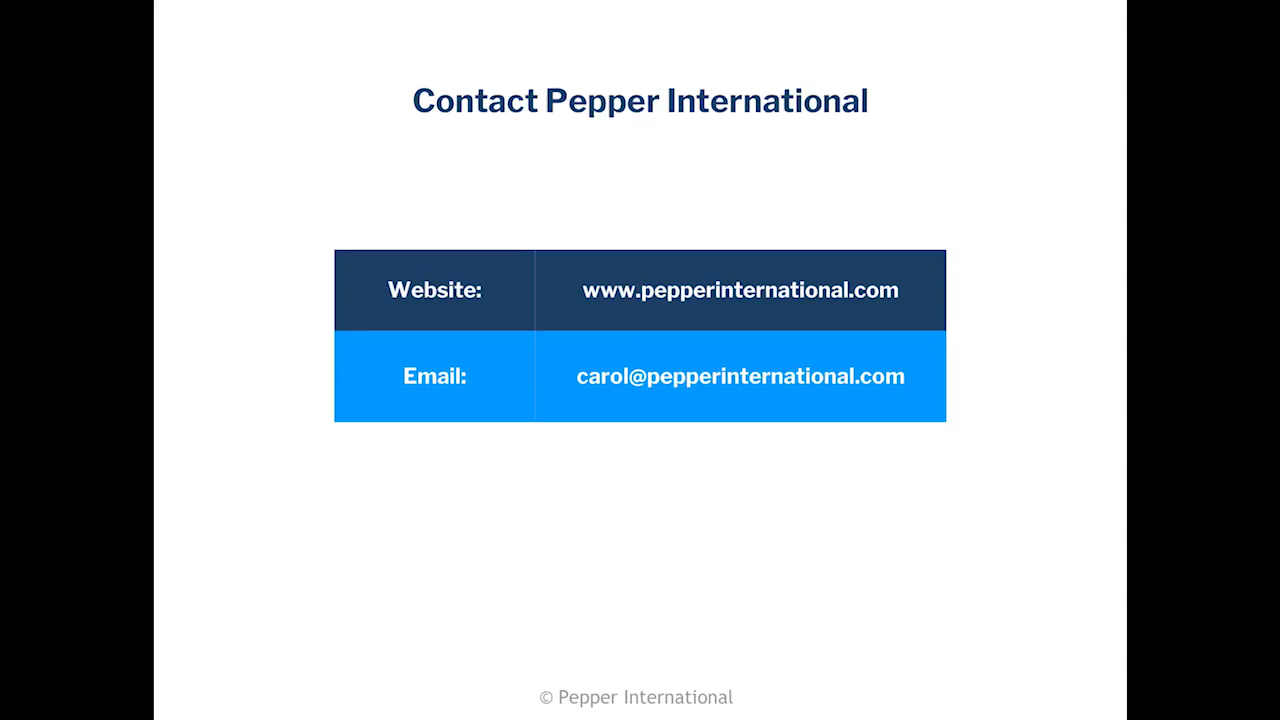 Contact Pepper International
Website: www.pepperinternational.com
Email: carol@pepperinternational.com
© Pepper International